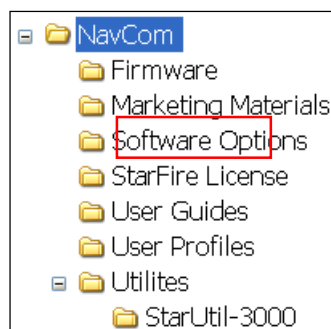 NavCom
Firmware
Marketing Materials
Software Options
StarFire License
User Guides
User Profiles
Utilites
StarUtil-3000